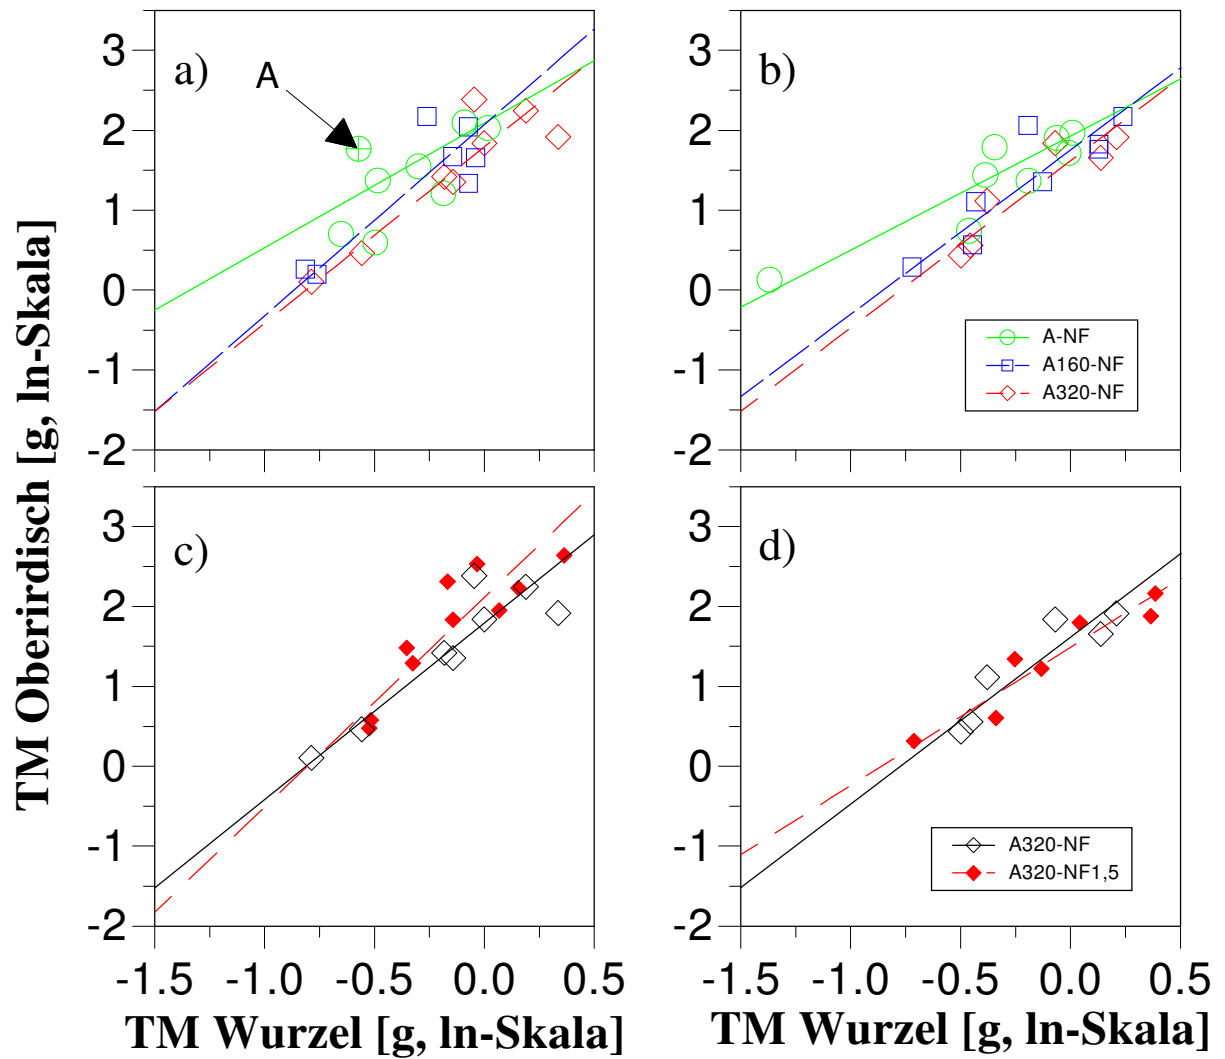 TM Oberirdisch [g, ln-Skala]
a)
A
3
2
1
0
-1
-2
b)
3
2
1
0
-1
-2
A-NF
A160-NF
A320-NF
c)
3
2
1
0
-1
-2
-1.5 -1.0 -0.5 0.0 0.5
TM Wurzel [g, ln-Skala]
d)
3
2
1
0
-1
-2
A320-NF
A320-NF1,5
-1.5 -1.0 -0.5 0.0 0.5
TM Wurzel [g, ln-Skala]